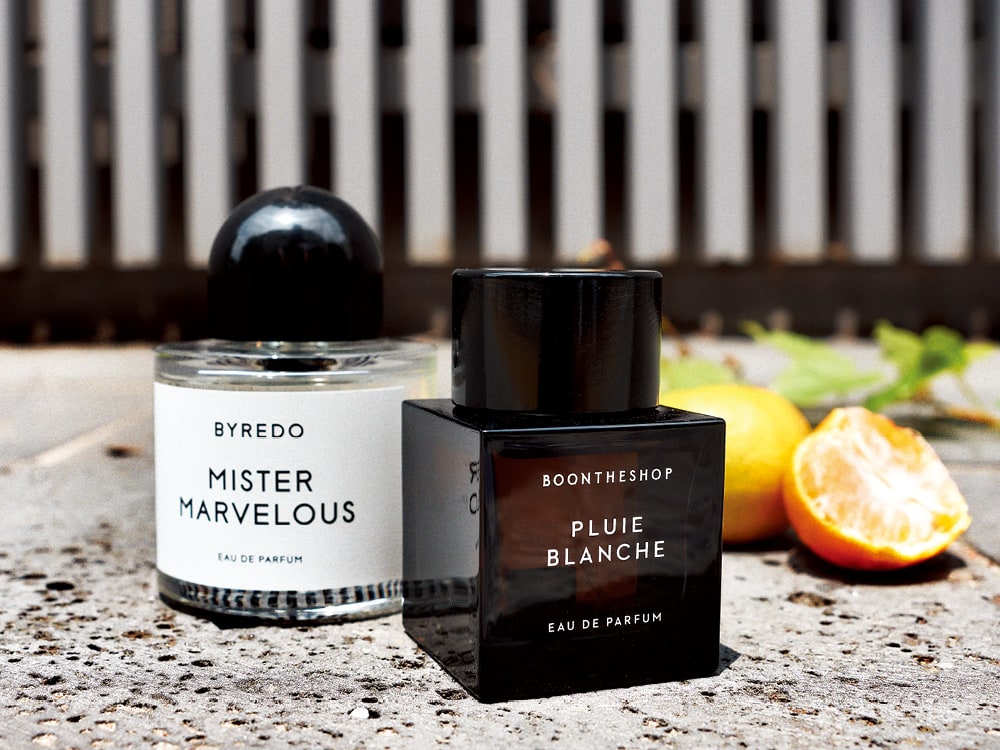 BYREDO
MISTER
MARVELOUS
EAU DE PARFUM
BOONTHESHOP
PLUIE
BLANCHE
EAU DE PARFUM